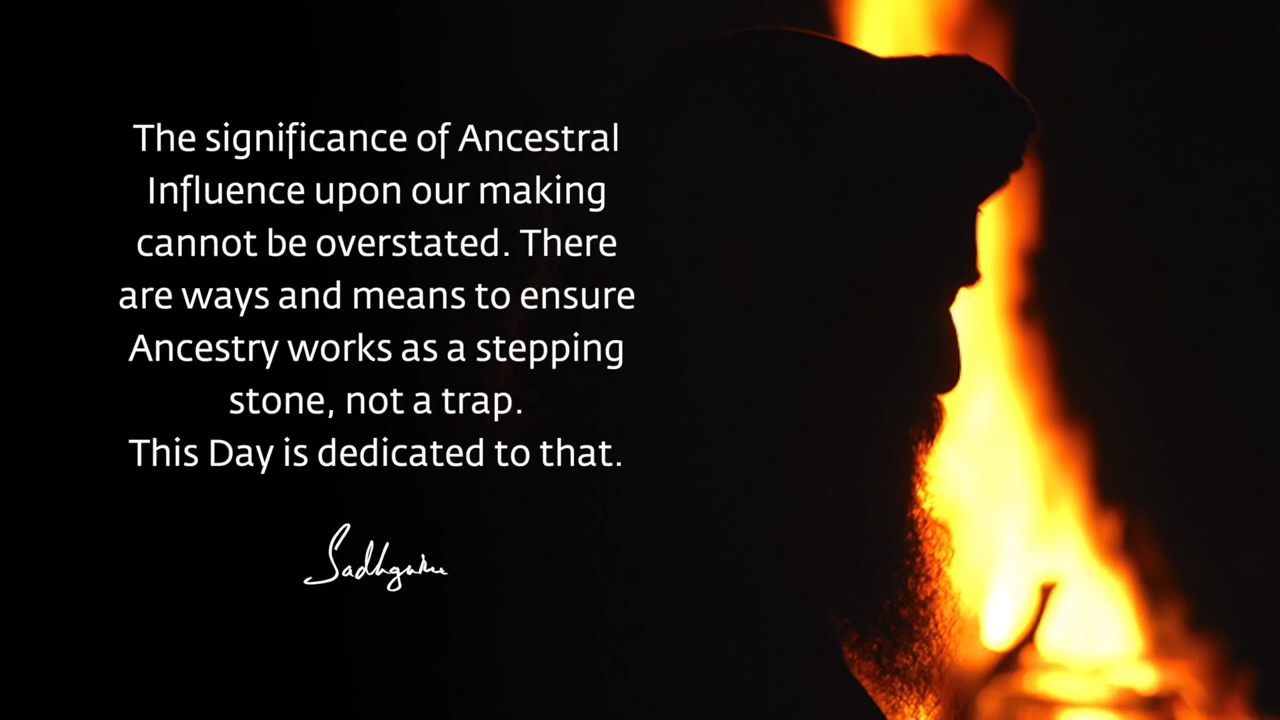 The significance of Ancestral
Influence upon our making
cannot be overstated. There
are ways and means to ensure
Ancestry works as a stepping
stone, not a trap.
This Day is dedicated to that.
Sadhguru